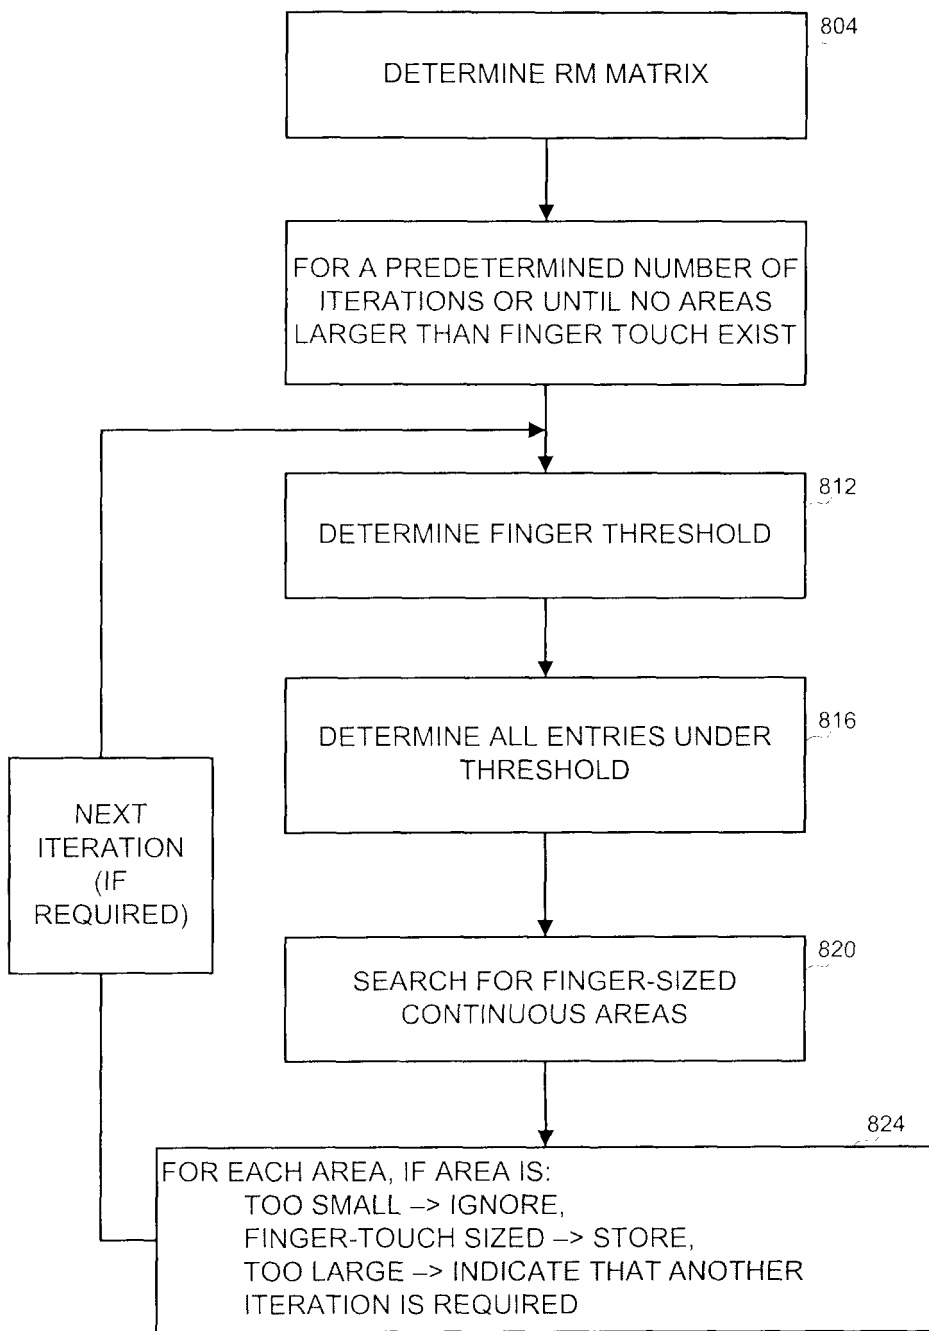 804
DETERMINE RM MATRIX
FOR A PREDETERMINED NUMBER OF
ITERATIONS OR UNTIL NO AREAS
LARGER THAN FINGER TOUCH EXIST
812
DETERMINE FINGER THRESHOLD
816
DETERMINE ALL ENTRIES UNDER
THRESHOLD
NEXT
ITERATION
(IF
REQUIRED)
820
SEARCH FOR FINGER-SIZED
CONTINUOUS AREAS
824
FOR EACH AREA, IF AREA IS:
TOO SMALL –> IGNORE,
FINGER-TOUCH SIZED –> STORE,
TOO LARGE –> INDICATE THAT ANOTHER
ITERATION IS REQUIRED